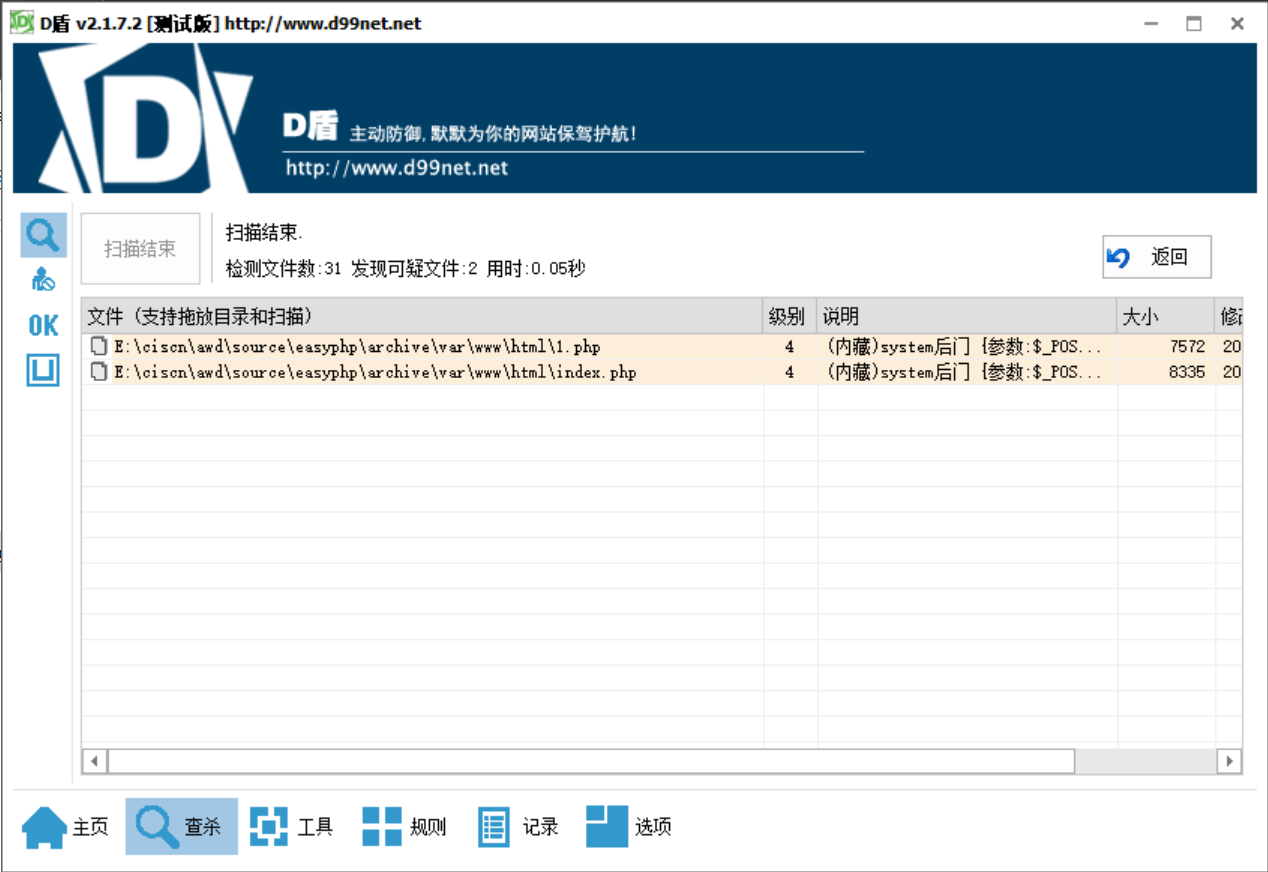 D盾 v2.1.7.2 [测试版] http://www.d99net.net
D盾 主动防御,默默为你的网站保驾护航!
http://www.d99net.net
扫描结束
扫描结束.
检测文件数:31 发现可疑文件:2 用时:0.05秒
返回
OK
文件 (支持拖放目录和扫描) 级别 说明 大小
E:\ciscn\awd\source\easyphp\archive\var\www\html\1.php 4 (内藏)system后门 {参数:$_POS... 7572 20
E:\ciscn\awd\source\easyphp\archive\var\www\html\index.php 4 (内藏)system后门 {参数:$_POS... 8335 20
主页 查杀 工具 规则 记录 选项